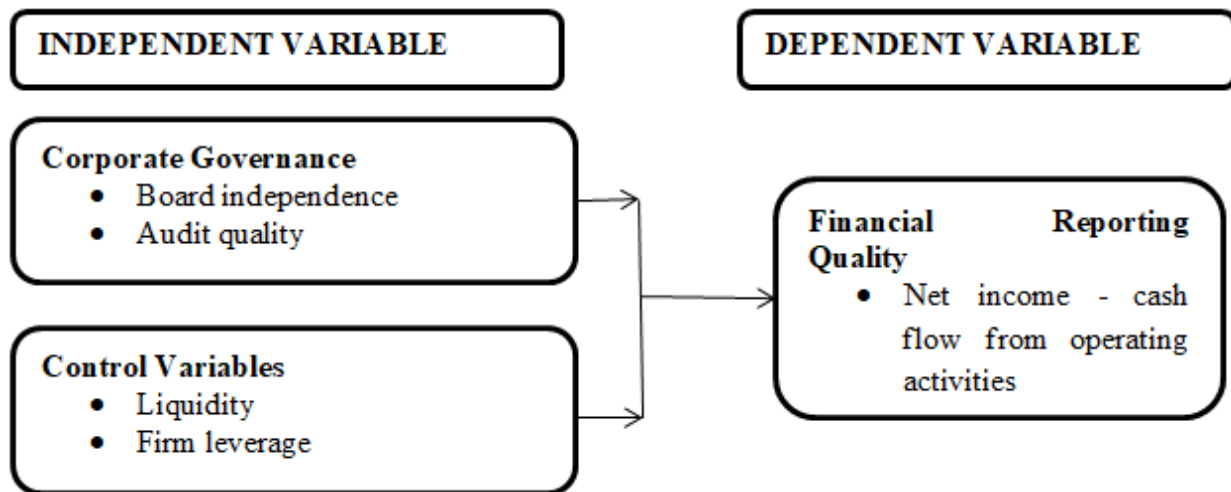 INDEPENDENT VARIABLE
DEPENDENT VARIABLE
Corporate Governance
• Board independence
• Audit quality
Control Variables
• Liquidity
• Firm leverage
Financial Reporting
Quality
• Net income - cash
flow from operating
activities